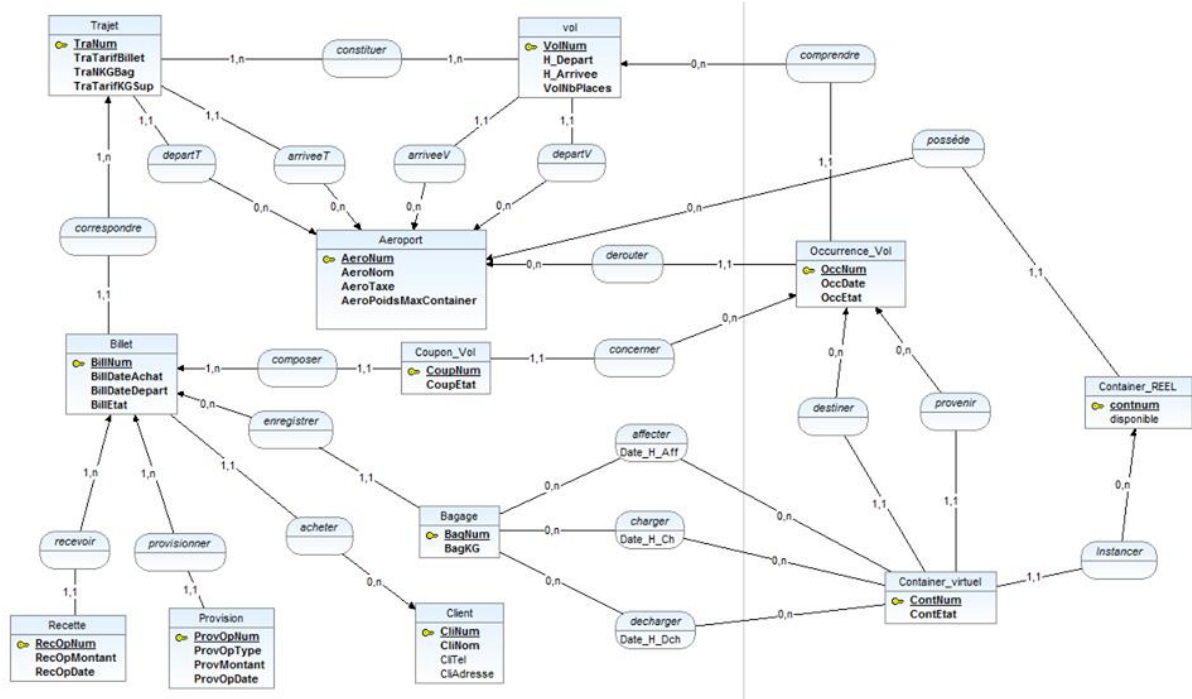 Trajet
TraNum
TraTarifBillet
TraNKGBag
TraTarifKGSup
1,n
constituer
1,n
vol
VolNum
H_Depart
H_Arrivee
VolNbPlaces
0,n
comprendre
1,1
1,1
1,1
1,1
1,1
departT
arriveeT
arriveeV
departV
posséde
1,n
0,n
0,n
0,n
0,n
0,n
correspondre
Aeroport
AeroNum
AeroNom
AeroTaxe
AeroPoidsMaxContainer
0,n
derouter
1,1
Occurrence_Vol
OccNum
OccDate
OccEtat
1,1
1,1
Billet
BillNum
BillDateAchat
BillDateDepart
BillEtat
1,n
composer
1,1
Coupon_Vol
CoupNum
CoupEtat
1,1
concerner
0,n
0,n
0,n
Container_REEL
contnum
disponible
0,n
enregistrer
1,1
destiner
provenir
affecter
Date_H_Aff
0,n
0,n
1,n
1,n
1,1
acheter
0,n
Bagage
BagNum
BagKG
0,n
charger
Date_H_Ch
0,n
1,1
1,1
0,n
recevoir
provisionner
0,n
decharger
Date_H_Dch
0,n
Container_virtuel
ContNum
ContEtat
1,1
Instancer
1,1
1,1
Recette
RecOpNum
RecOpMontant
RecOpDate
Provision
ProvOpNum
ProvOpType
ProvMontant
ProvOpDate
Client
CliNum
CliNom
CliTel
CliAdresse